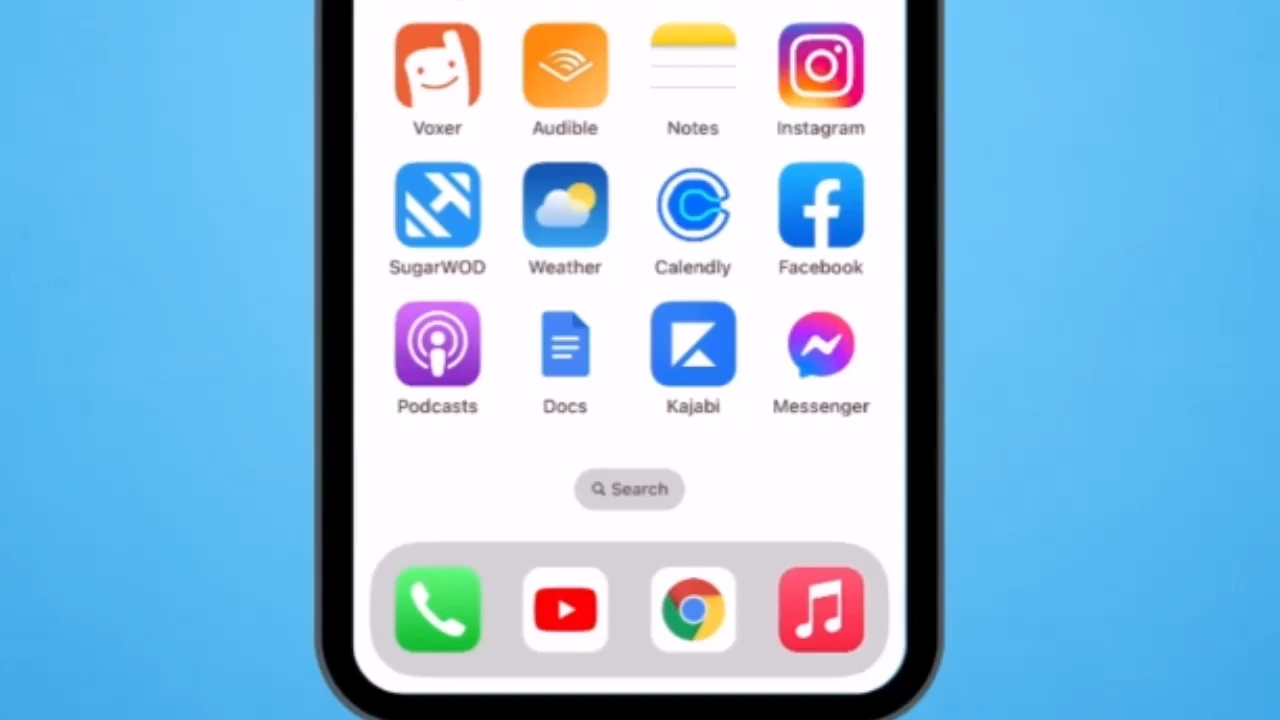 Voxer Audible Notes Instagram
SugarWOD Weather Calendly Facebook
Podcasts Docs Kajabi Messenger
Search